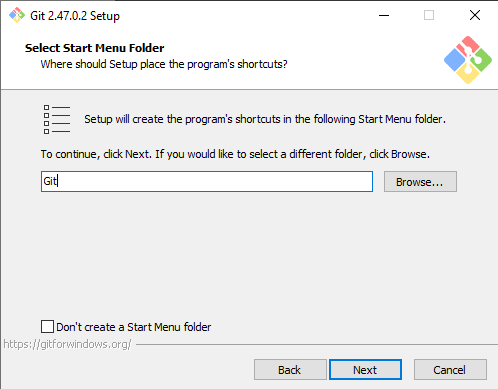 Git 2.47.0.2 Setup
Select Start Menu Folder
Where should Setup place the program's shortcuts?
Setup will create the program's shortcuts in the following Start Menu folder.
To continue, click Next. If you would like to select a different folder, click Browse.
Git
Browse...
Don't create a Start Menu folder
https://gitforwindows.org/
Back
Next
Cancel